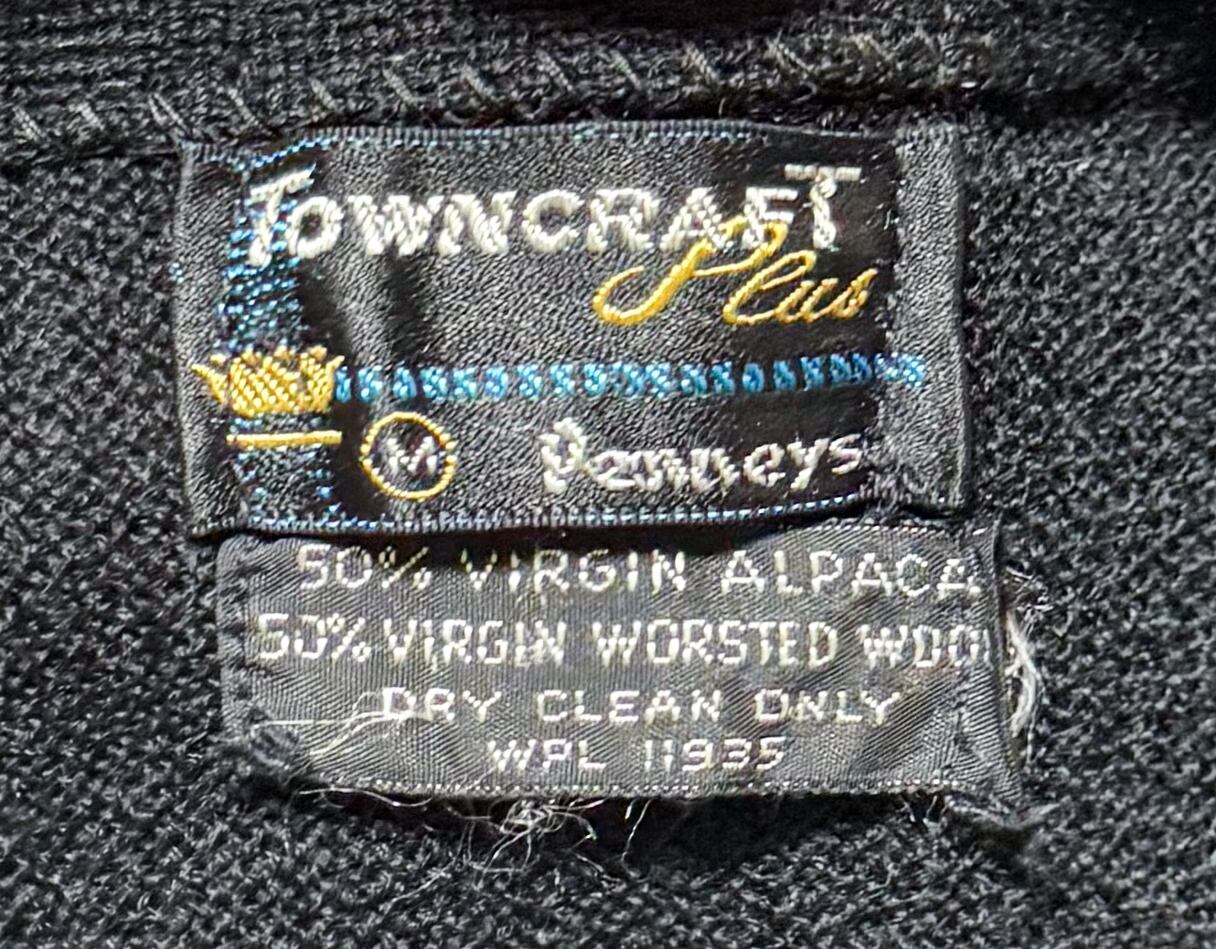 TOWNCRAFT
Plus
M Penneys
50% VIRGIN ALPACA
50% VIRGIN WORSTED WOOL
DRY CLEAN ONLY
WPL 11935